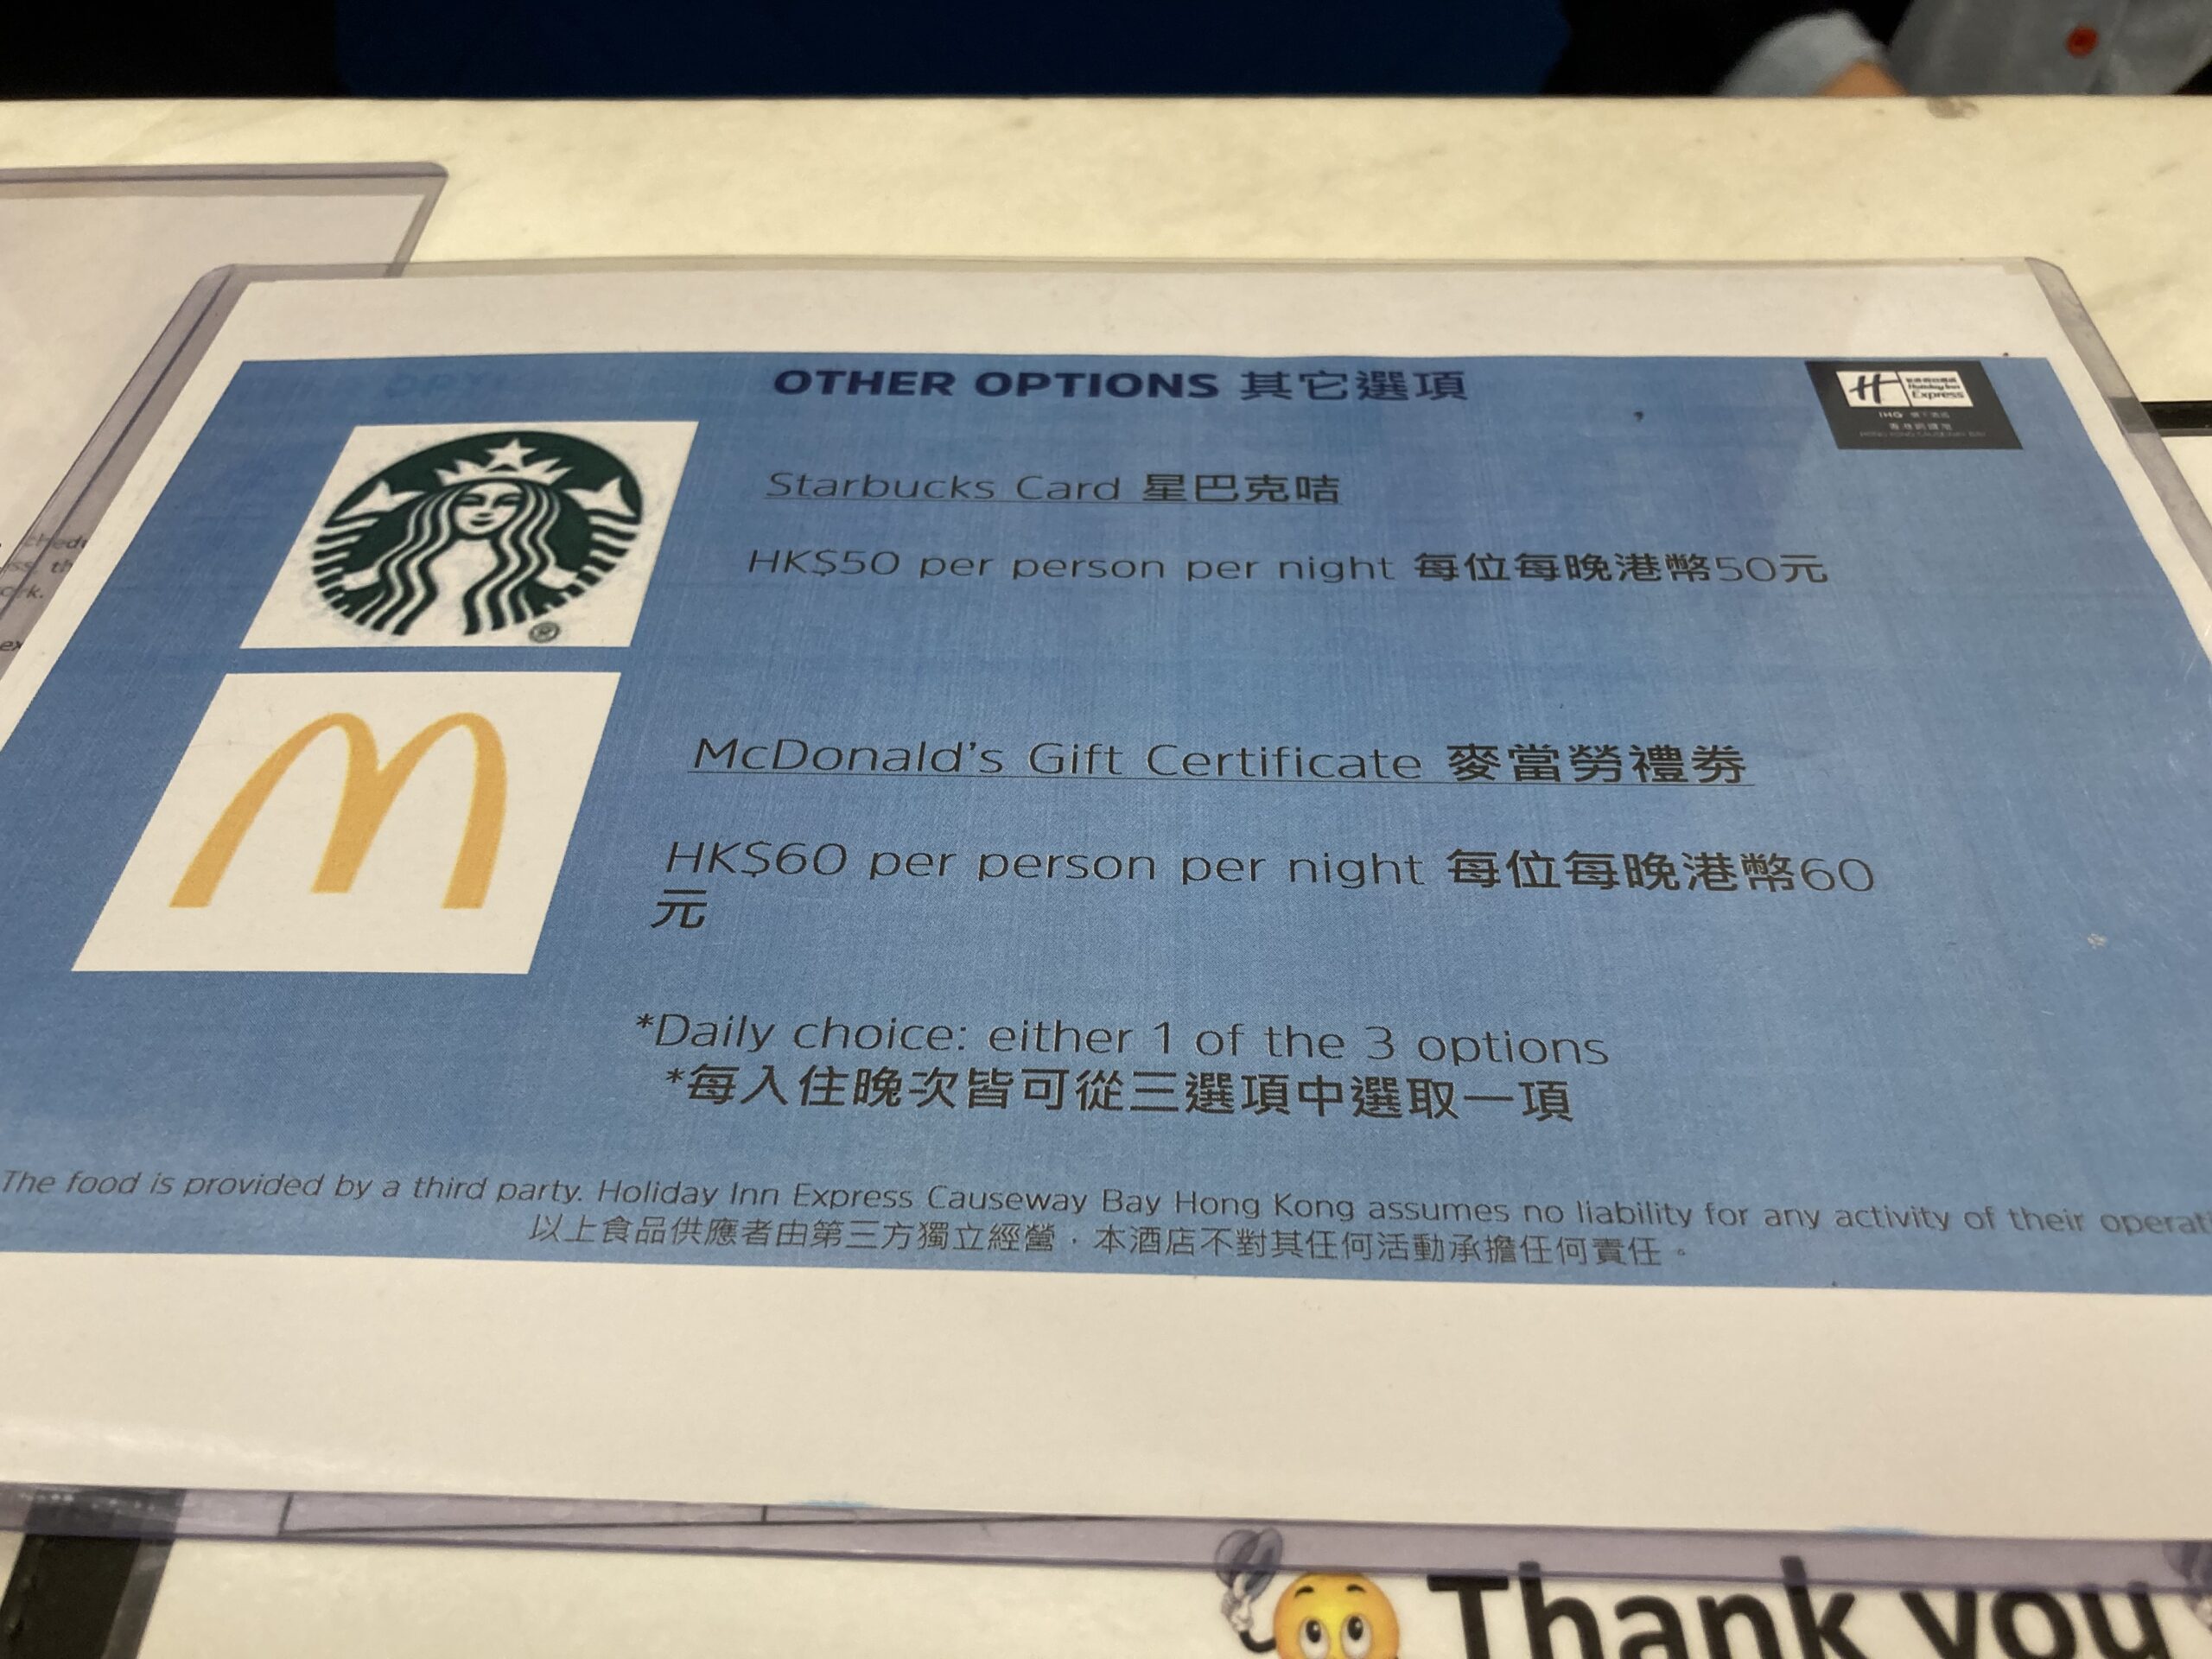 OTHER OPTIONS 其它選項
Holiday Inn
Express
IHG
Starbucks Card 星巴克咭
HK$50 per person per night 每位每晚港幣50元
McDonald's Gift Certificate 麥當勞禮券
HK$60 per person per night 每位每晚港幣60
元
*Daily choice: either 1 of the 3 options
*每入住晚次皆可從三選項中選取一項
The food is provided by a third party. Holiday Inn Express Causeway Bay Hong Kong assumes no liability for any activity of their operat
以上食品供應者由第三方獨立經營，本酒店不對其任何活動承擔任何責任。
Thank you